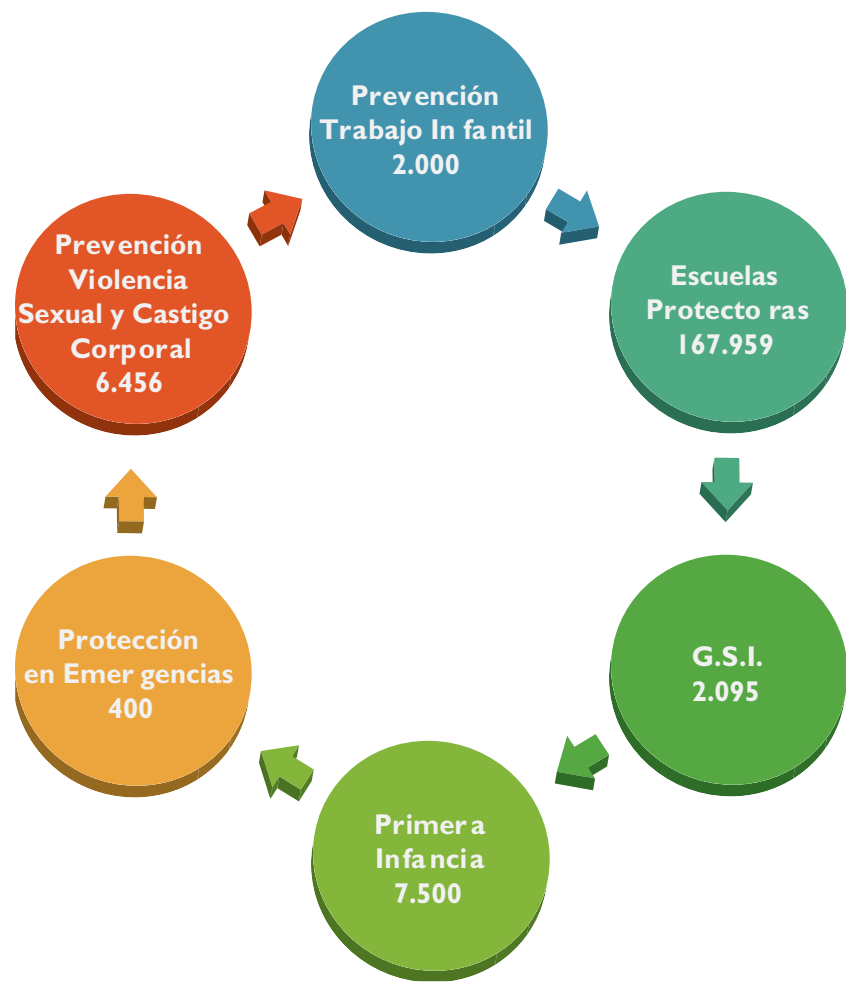 Prevención
Trabajo In fantil
2.000
Escuelas
Protecto ras
167.959
G.S.I.
2.095
Primera
Infancia
7.500
Protección
en Emer gencias
400
Prevención
Violencia
Sexual y Castigo
Corporal
6.456